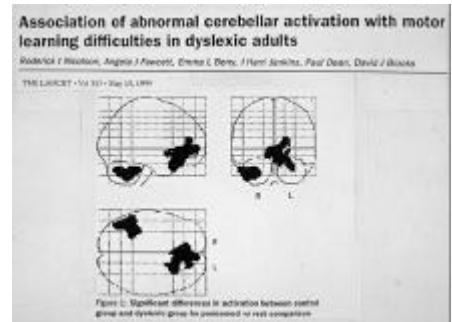 Association of abnormal cerebellar activation with motor
learning difficulties in dyslexic adults
Roderick I Nicolson, Angela J Fawcett, Emma L Berry, I Harri Jenkins, Paul Dean, David J Brooks
THE LANCET • Vol 353 • May 15, 1999
R L
R
L
Figure 1: Significant differences in activation between control
group and dyslexic group for prelearned vs rest comparison